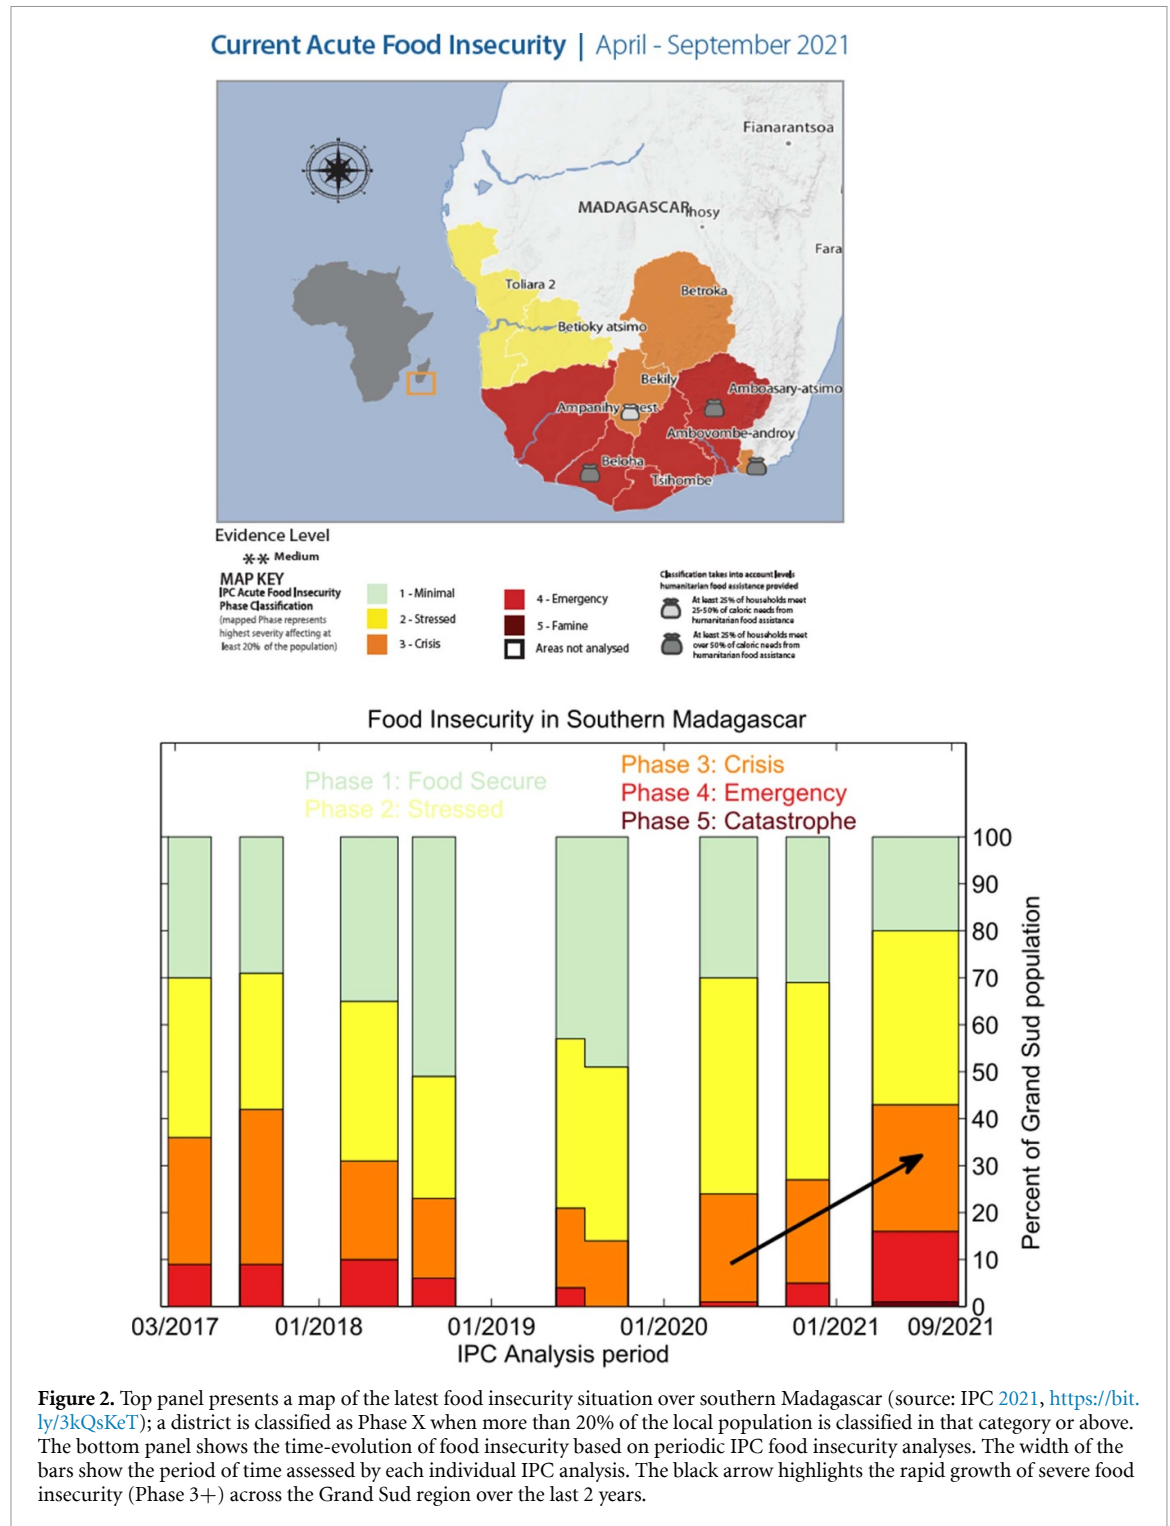 Current Acute Food Insecurity | April - September 2021
Fianarantsoa
MADAGASCAR
Ihosy
Fara
Toliara 2
Betroka
Betioky atsimo
Bekily
Amboasary-atsimo
Ampanihy est
Ambovombe-androy
Beloha
Tsihombe
Evidence Level
** Medium
MAP KEY
IPC Acute Food Insecurity
Phase Classification
(mapped Phase represents
highest severity affecting at
least 20% of the population)
1 - Minimal
2 - Stressed
3 - Crisis
4 - Emergency
5 - Famine
Areas not analysed
Classification takes into account levels
humanitarian food assistance provided
At least 25% of households meet
25-50% of caloric needs from
humanitarian food assistance
At least 25% of households meet
over 50% of caloric needs from
humanitarian food assistance
Food Insecurity in Southern Madagascar
Phase 1: Food Secure
Phase 2: Stressed
Phase 3: Crisis
Phase 4: Emergency
Phase 5: Catastrophe
100
90
80
70
60
50
40
30
20
10
0
Percent of Grand Sud population
03/2017 01/2018 01/2019 01/2020 01/2021 09/2021
IPC Analysis period
Figure 2. Top panel presents a map of the latest food insecurity situation over southern Madagascar (source: IPC 2021, https://bit.
ly/3kQsKeT); a district is classified as Phase X when more than 20% of the local population is classified in that category or above.
The bottom panel shows the time-evolution of food insecurity based on periodic IPC food insecurity analyses. The width of the
bars show the period of time assessed by each individual IPC analysis. The black arrow highlights the rapid growth of severe food
insecurity (Phase 3+) across the Grand Sud region over the last 2 years.